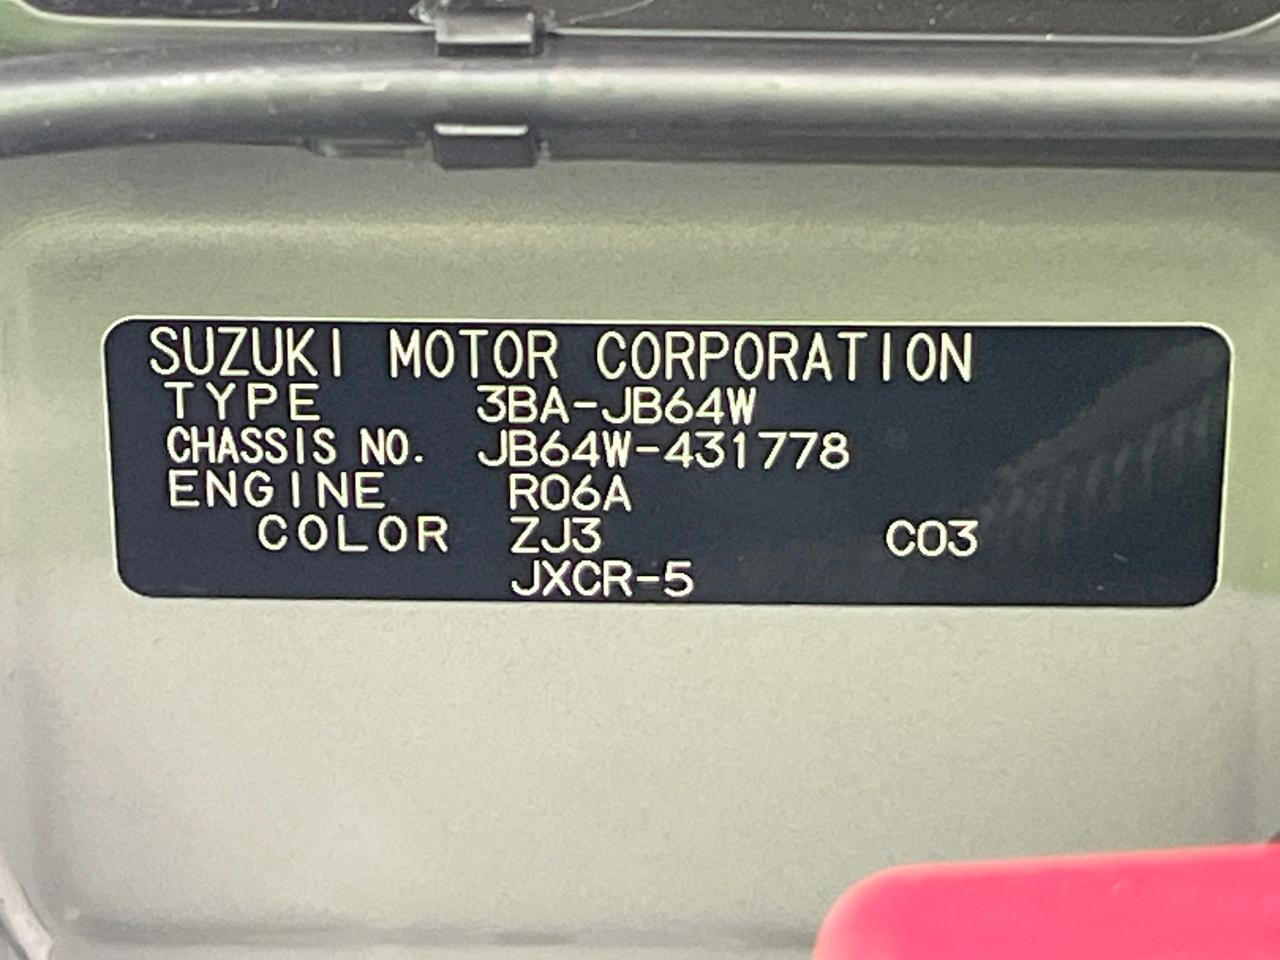 SUZUKI MOTOR CORPORATION
TYPE 3BA-JB64W
CHASSIS NO. JB64W-431778
ENGINE R06A
COLOR ZJ3 C03
JXCR-5